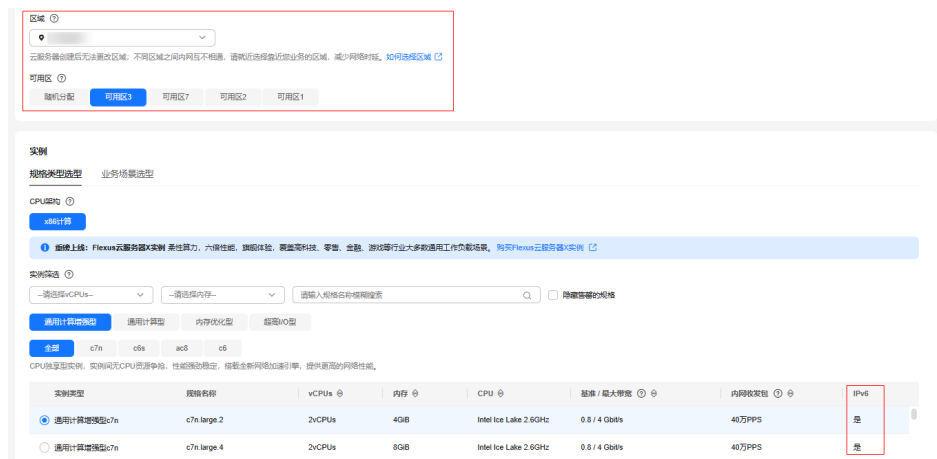 区域
云服务器创建后无法更改区域；不同区域之间内网互不相通，请就近选择靠近您业务的区域，减少网络时延。如何选择区域
可用区
随机分配 可用区3 可用区7 可用区2 可用区1
实例
规格类型选型 业务场景选型
CPU架构
x86计算
重磅上线：Flexus云服务器X实例 柔性算力，六倍性能，旗舰体验，覆盖高科技、零售、金融、游戏等行业大多数通用工作负载场景。购买Flexus云服务器X实例
实例筛选
--请选择vCPUs-- --请选择内存-- 请输入规格名称模糊搜索 隐藏售罄的规格
通用计算增强型 通用计算型 内存优化型 超高I/O型
全部 c7n c6s ac8 c6
CPU独享型实例，实例间无CPU资源争抢，性能强劲稳定，搭载全新网络加速引擎，提供更高的网络性能。
实例类型 规格名称 vCPUs 内存 CPU 基准 / 最大带宽 内网收发包 IPv6
通用计算增强型c7n c7n.large.2 2vCPUs 4GiB Intel Ice Lake 2.6GHz 0.8 / 4 Gbit/s 40万PPS 是
通用计算增强型c7n c7n.large.4 2vCPUs 8GiB Intel Ice Lake 2.6GHz 0.8 / 4 Gbit/s 40万PPS 是